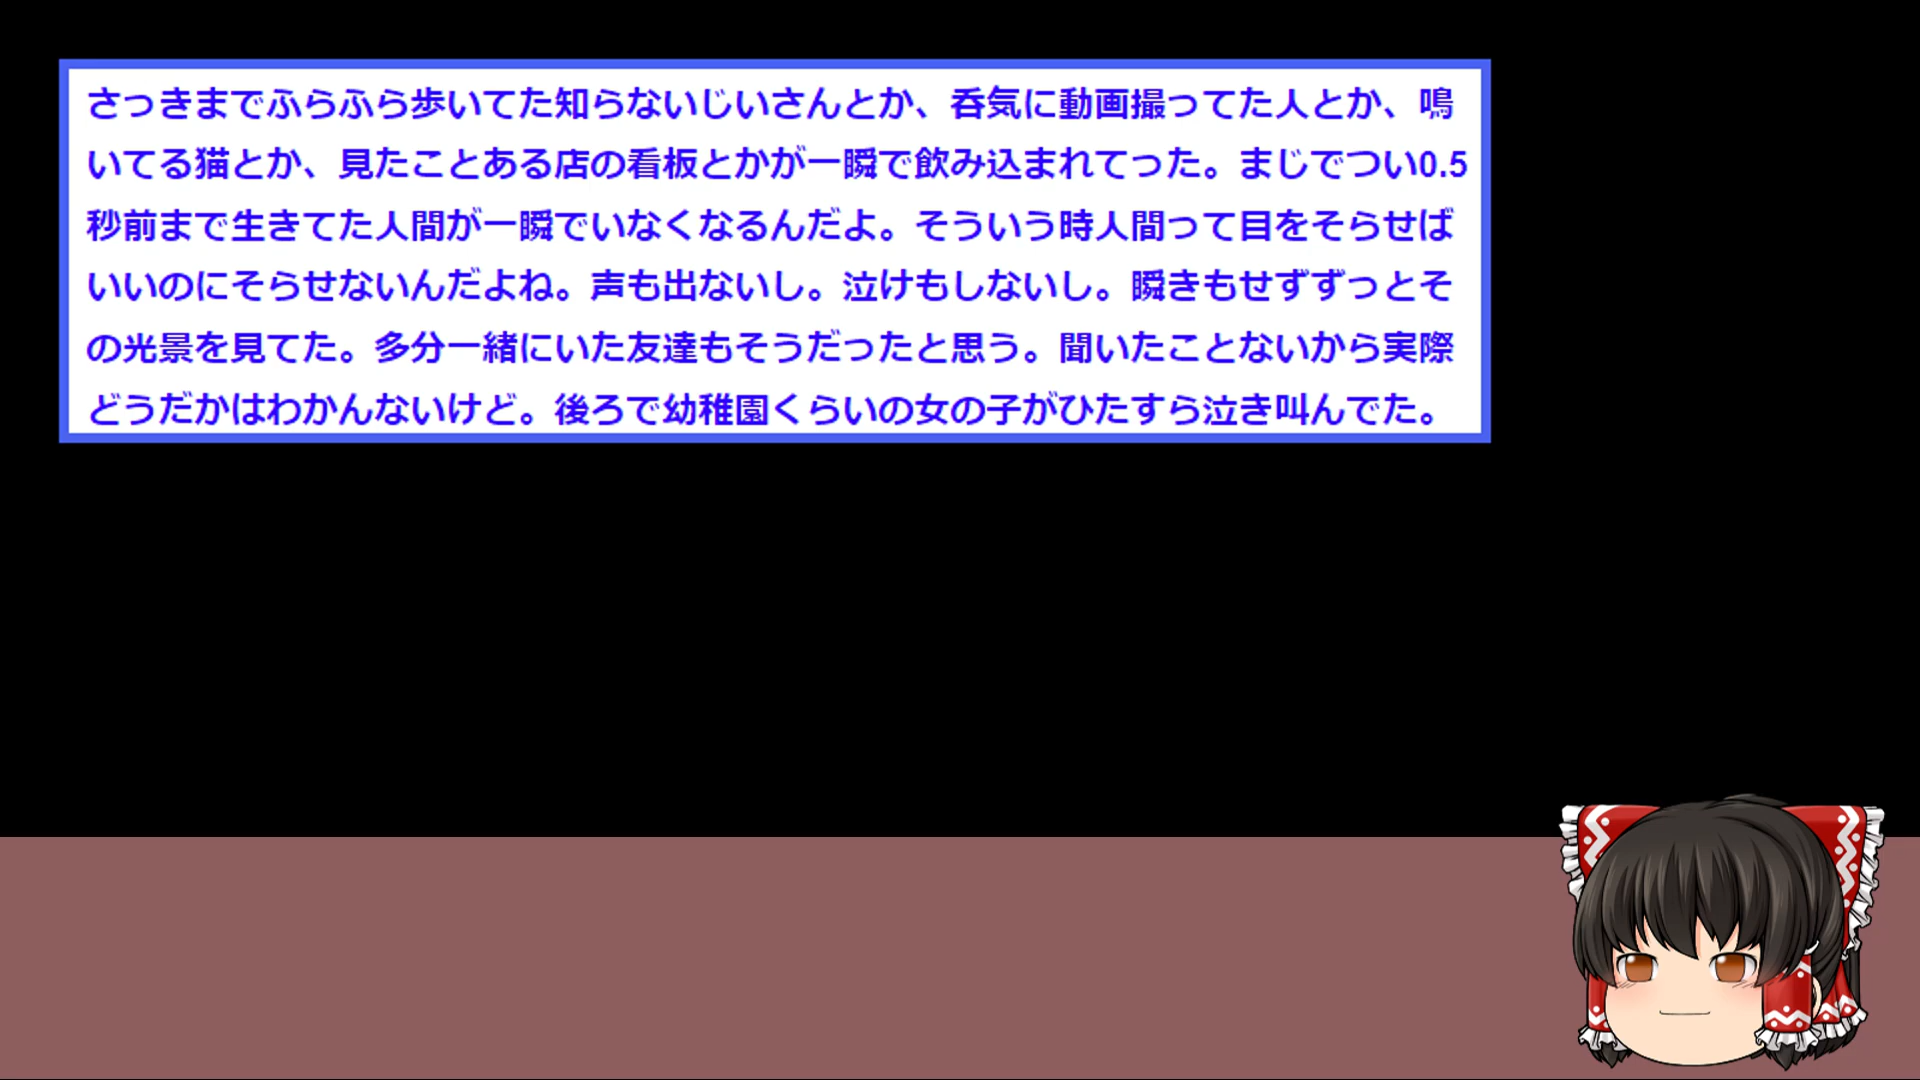 さっきまでふらふら歩いてた知らないじいさんとか、呑気に動画撮ってた人とか、鳴
いてる猫とか、見たことある店の看板とかが一瞬で飲み込まれてった。まじでつい0.5
秒前まで生きてた人間が一瞬でいなくなるんだよ。そういう時人間って目をそらせば
いいのにそらせないんだよね。声も出ないし。泣けもしないし。瞬きもせずずっとそ
の光景を見てた。多分一緒にいた友達もそうだったと思う。聞いたことないから実際
どうだかはわかんないけど。後ろで幼稚園くらいの女の子がひたすら泣き叫んでた。